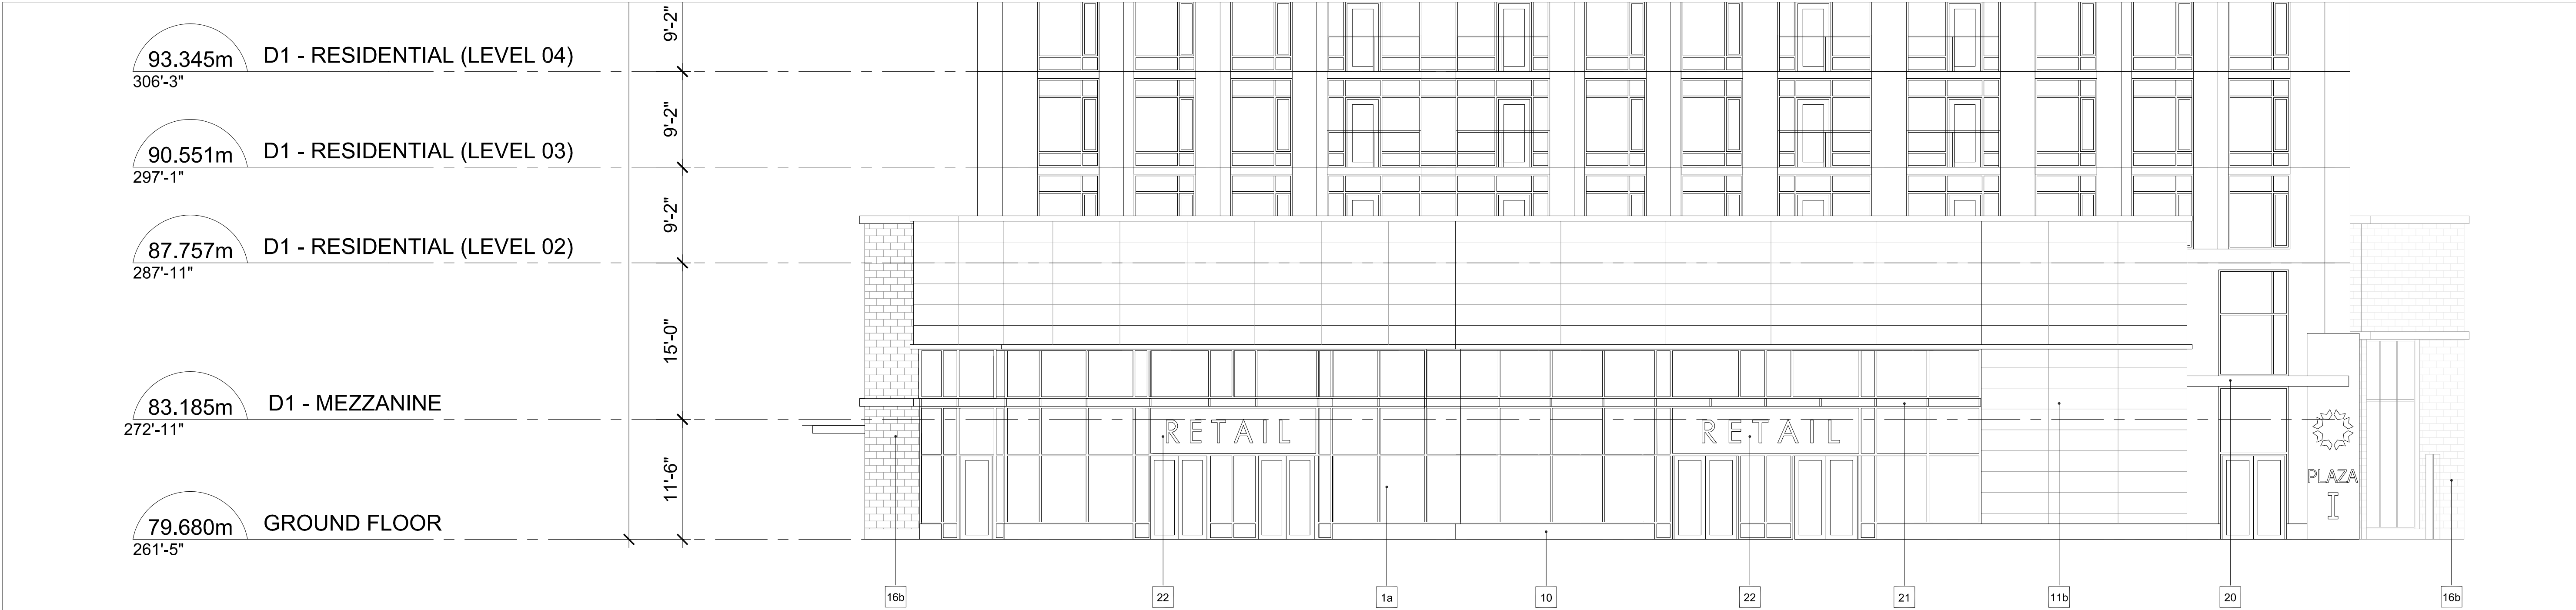 9'-2"
93.345m D1 - RESIDENTIAL (LEVEL 04)
306'-3"
9'-2"
90.551m D1 - RESIDENTIAL (LEVEL 03)
297'-1"
9'-2"
87.757m D1 - RESIDENTIAL (LEVEL 02)
287'-11"
15'-0"
83.185m D1 - MEZZANINE
272'-11"
RETAIL RETAIL
11'-6"
PLAZA
I
79.680m GROUND FLOOR
261'-5"
16b 22 1a 10 22 21 11b 20 16b